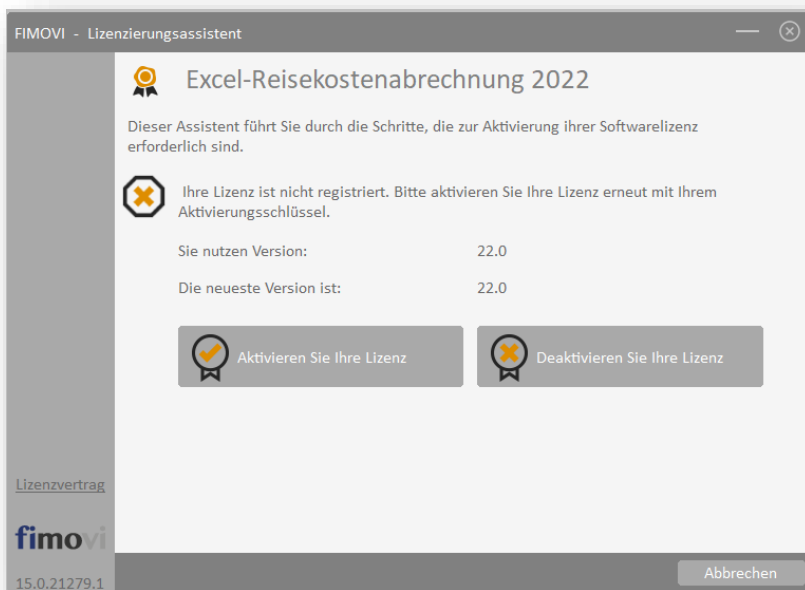 FIMOVI - Lizenzierungsassistent
Excel-Reisekostenabrechnung 2022
Dieser Assistent führt Sie durch die Schritte, die zur Aktivierung ihrer Softwarelizenz
erforderlich sind.
Ihre Lizenz ist nicht registriert. Bitte aktivieren Sie Ihre Lizenz erneut mit Ihrem
Aktivierungsschlüssel.
Sie nutzen Version: 22.0
Die neueste Version ist: 22.0
Aktivieren Sie Ihre Lizenz
Deaktivieren Sie Ihre Lizenz
Lizenzvertrag
fimovi
15.0.21279.1
Abbrechen